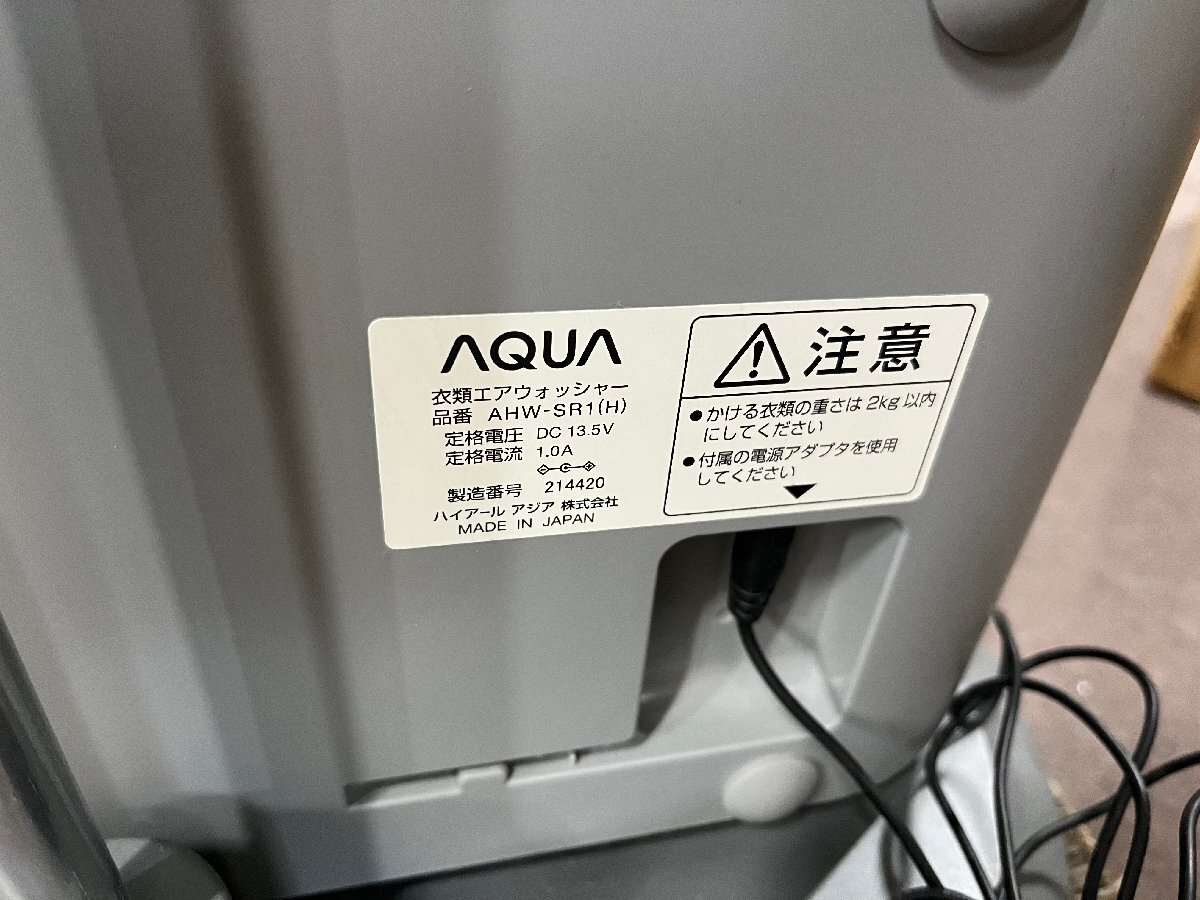 AQUA
衣類エアウォッシャー
品番 AHW-SR1(H)
定格電圧 DC 13.5V
定格電流 1.0A
製造番号 214420
ハイアール アジア 株式会社
MADE IN JAPAN
注意
●かける衣類の重さは2kg以内
にしてください
●付属の電源アダプタを使用
してください